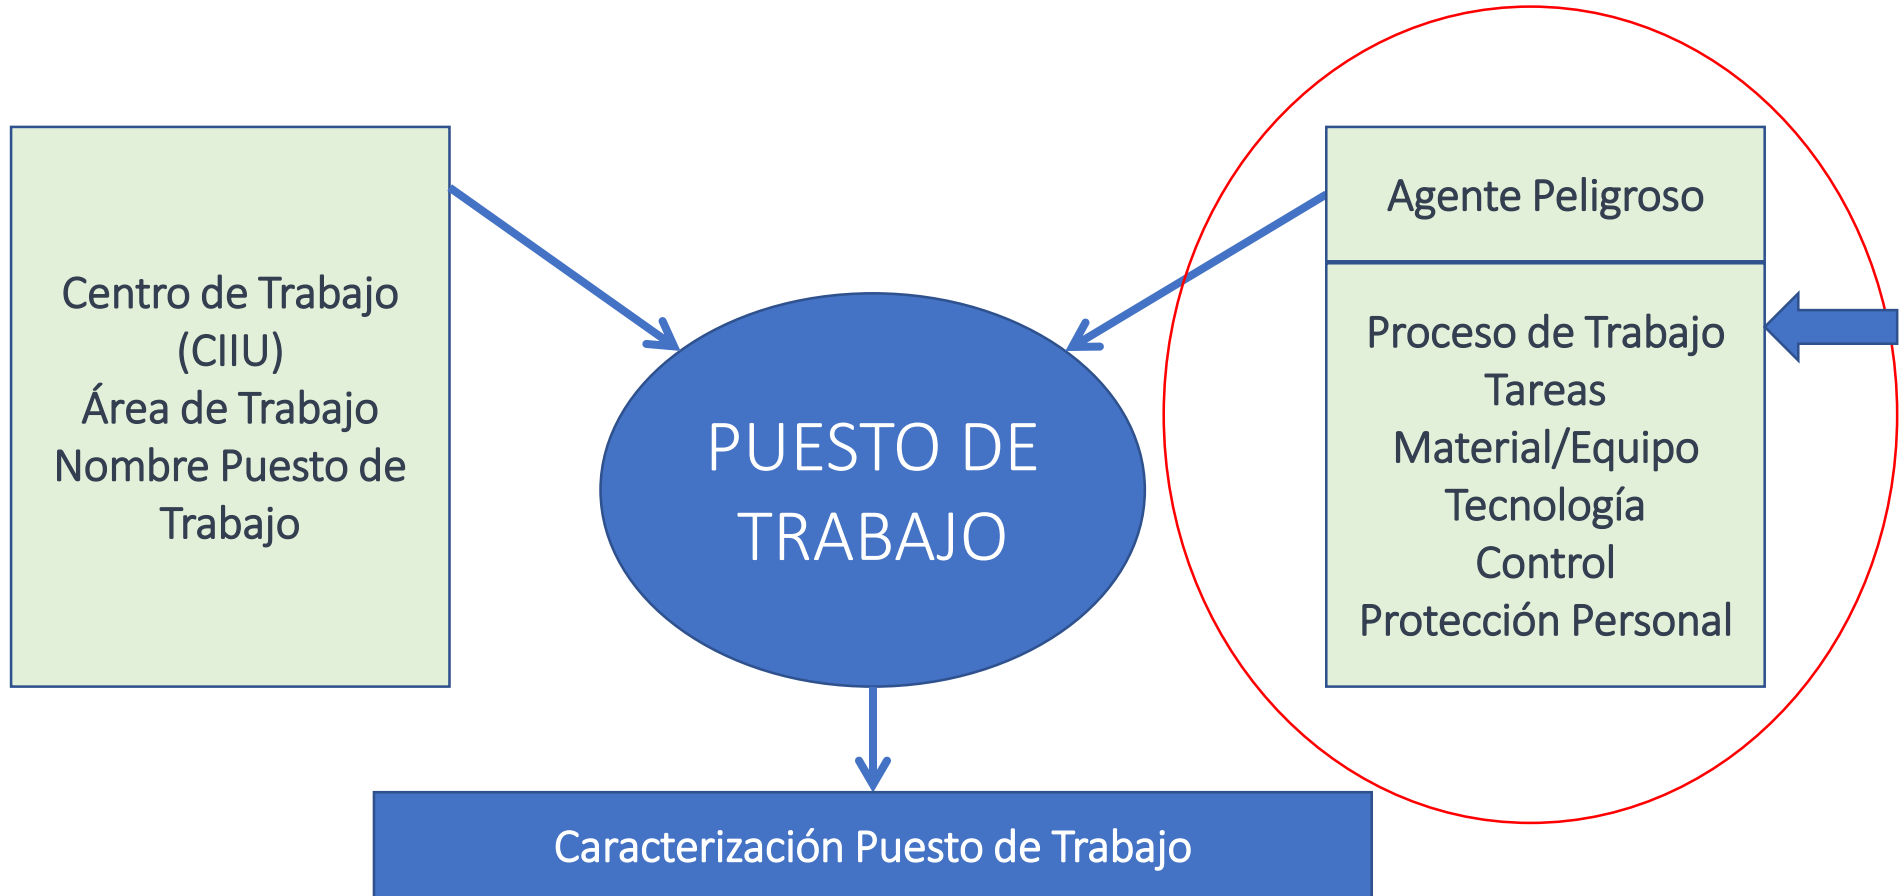 Centro de Trabajo
(CIIU)
Área de Trabajo
Nombre Puesto de
Trabajo
PUESTO DE
TRABAJO
Agente Peligroso
Proceso de Trabajo
Tareas
Material/Equipo
Tecnología
Control
Protección Personal
Caracterización Puesto de Trabajo